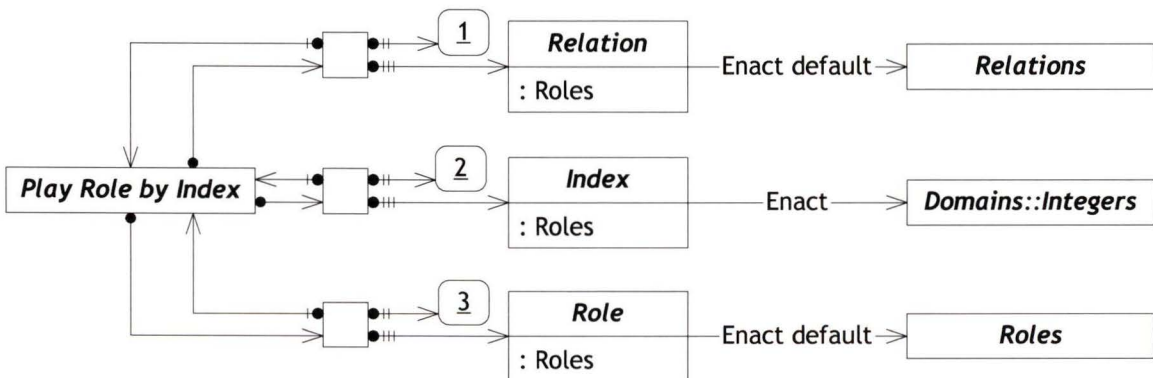 1
Relation
: Roles
Enact default
Relations
Play Role by Index
2
Index
: Roles
Enact
Domains::Integers
3
Role
: Roles
Enact default
Roles